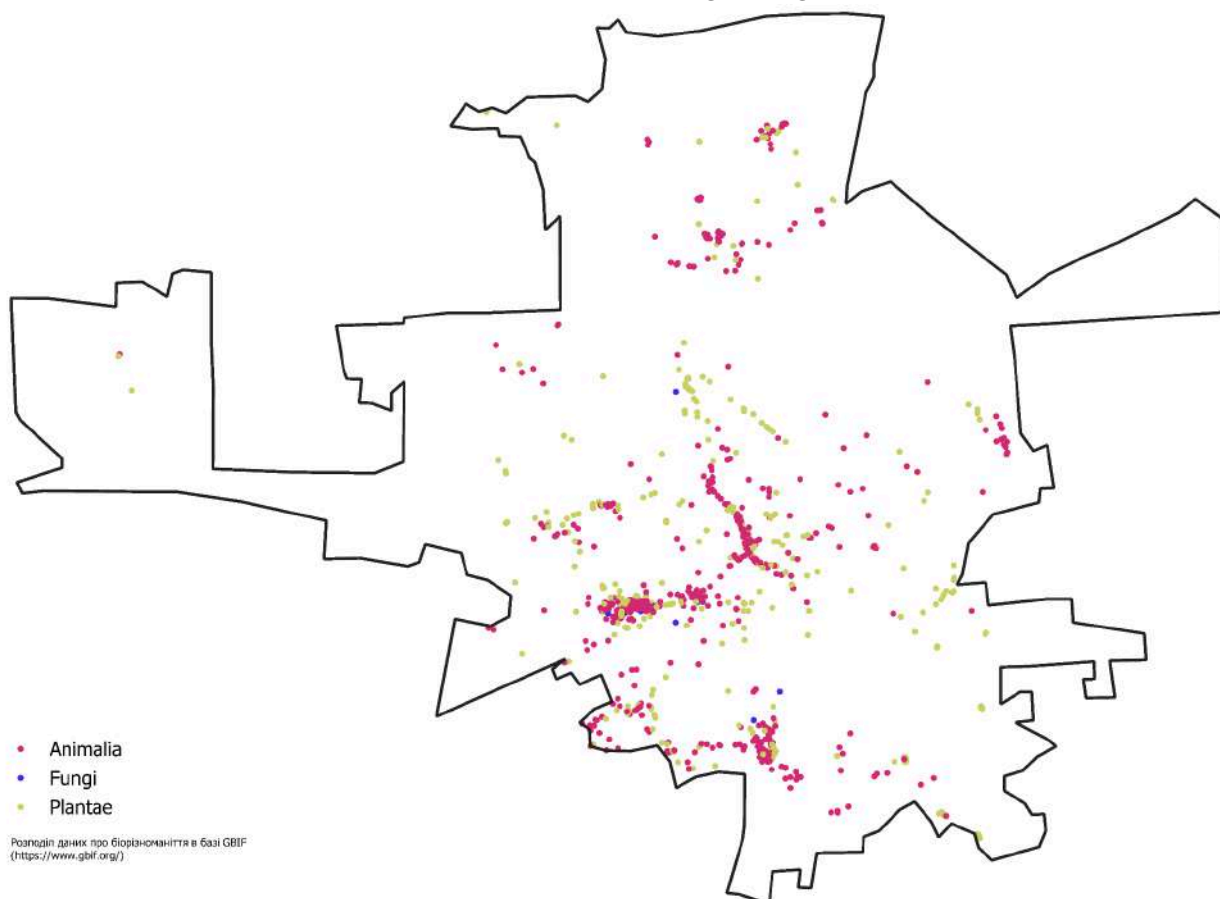 Animalia
Fungi
Plantae
Розподіл даних про біорізноманіття в базі GBIF
(https://www.gbif.org/)